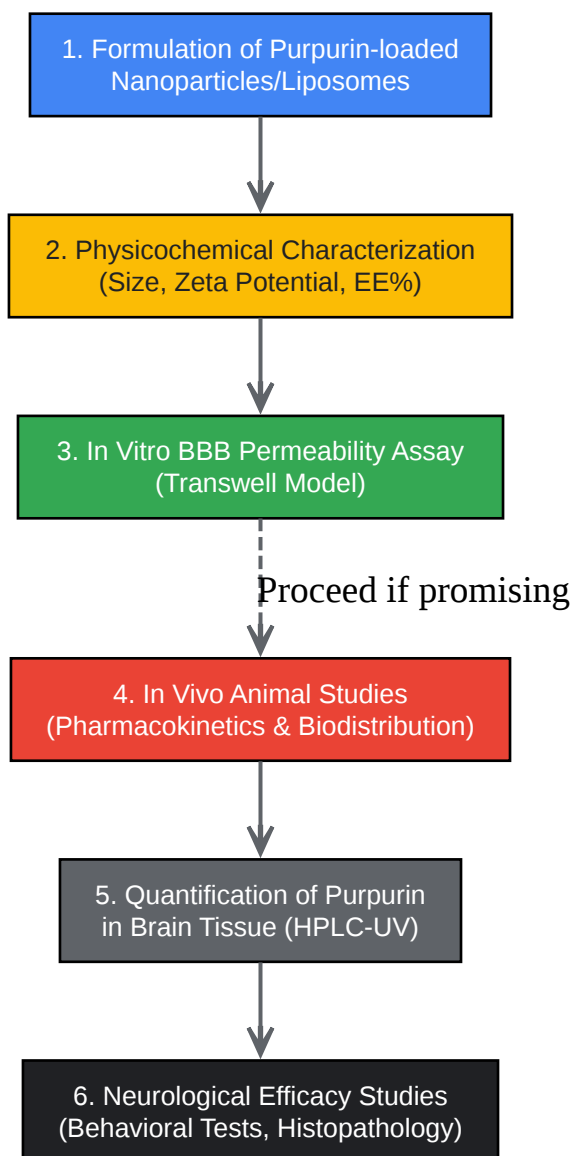 1. Formulation of Purpurin-loaded
Nanoparticles/Liposomes
2. Physicochemical Characterization
(Size, Zeta Potential, EE%)
3. In Vitro BBB Permeability Assay
(Transwell Model)
Proceed if promising
4. In Vivo Animal Studies
(Pharmacokinetics & Biodistribution)
5. Quantification of Purpurin
in Brain Tissue (HPLC-UV)
6. Neurological Efficacy Studies
(Behavioral Tests, Histopathology)